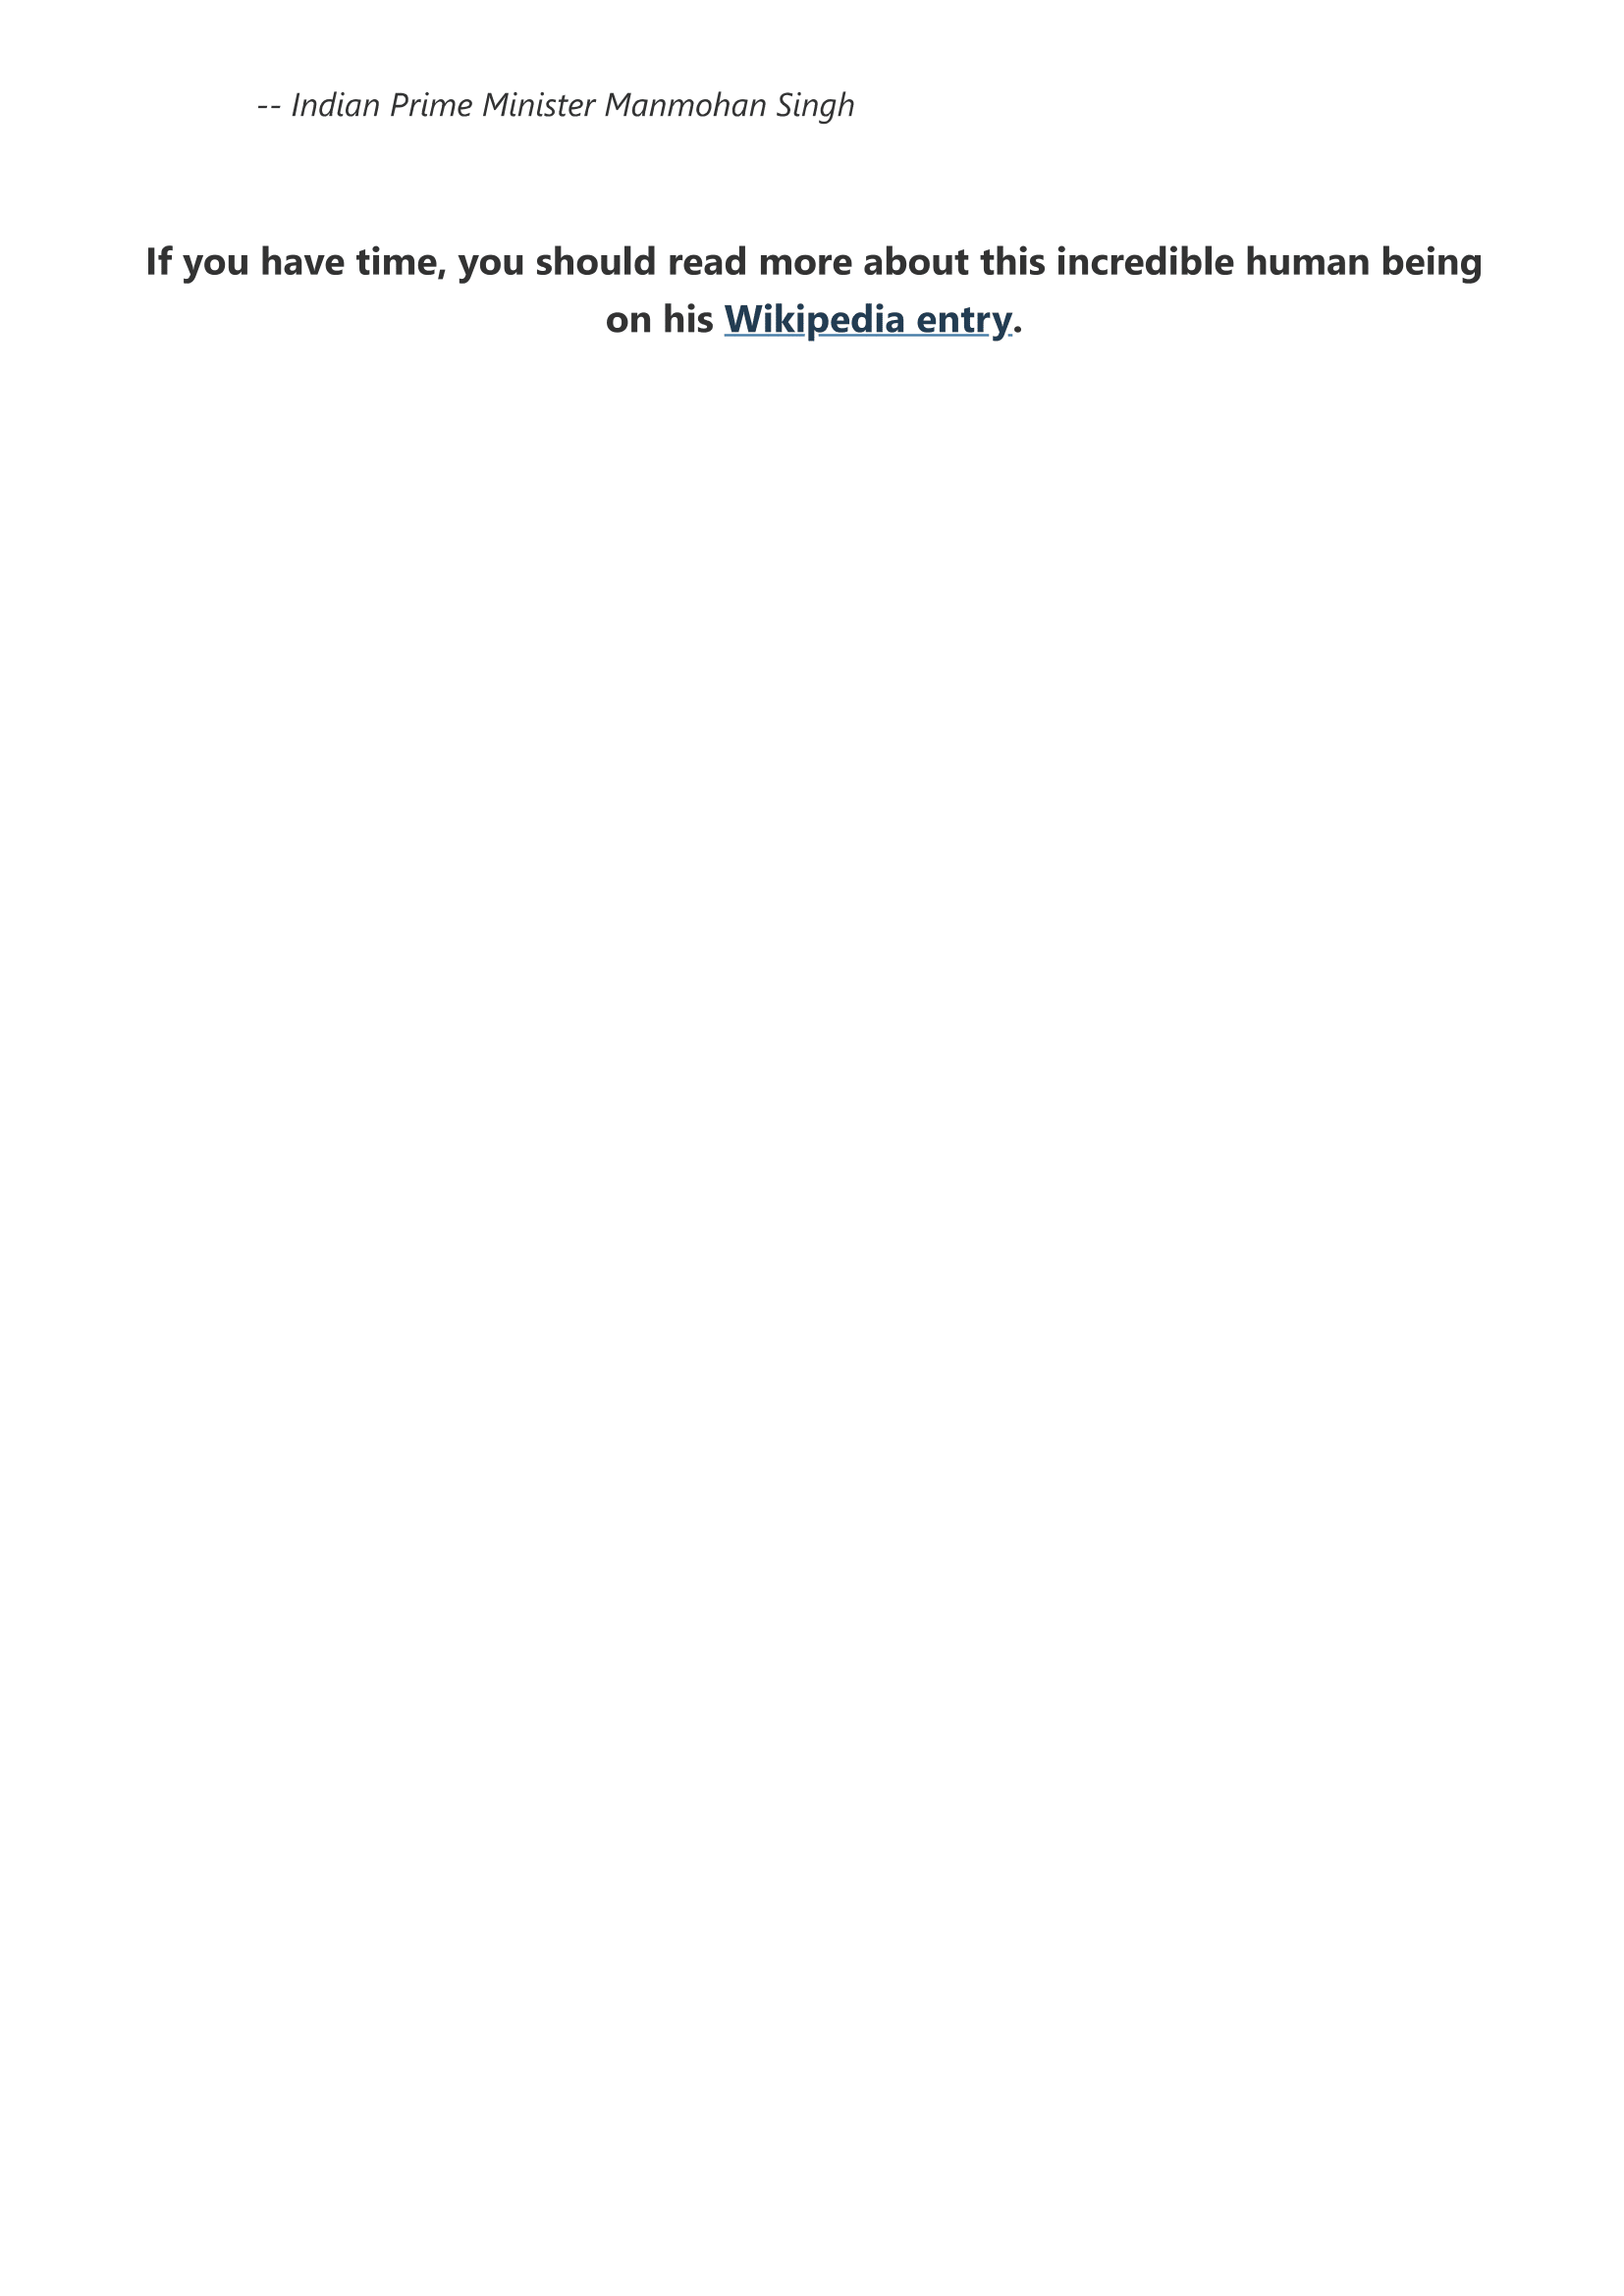 -- Indian Prime Minister Manmohan Singh
If you have time, you should read more about this incredible human being
on his Wikipedia entry.